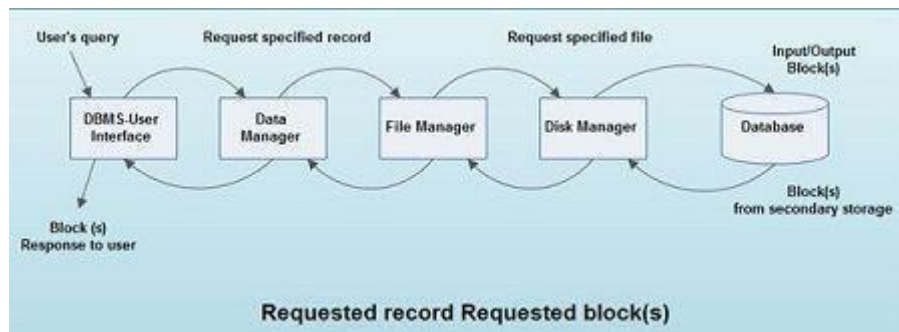 User's query
Request specified record
Request specified file
Input/Output
Block(s)
DBMS-User
Interface
Data
Manager
File Manager
Disk Manager
Database
Block(s)
from secondary storage
Block (s)
Response to user
Requested record Requested block(s)